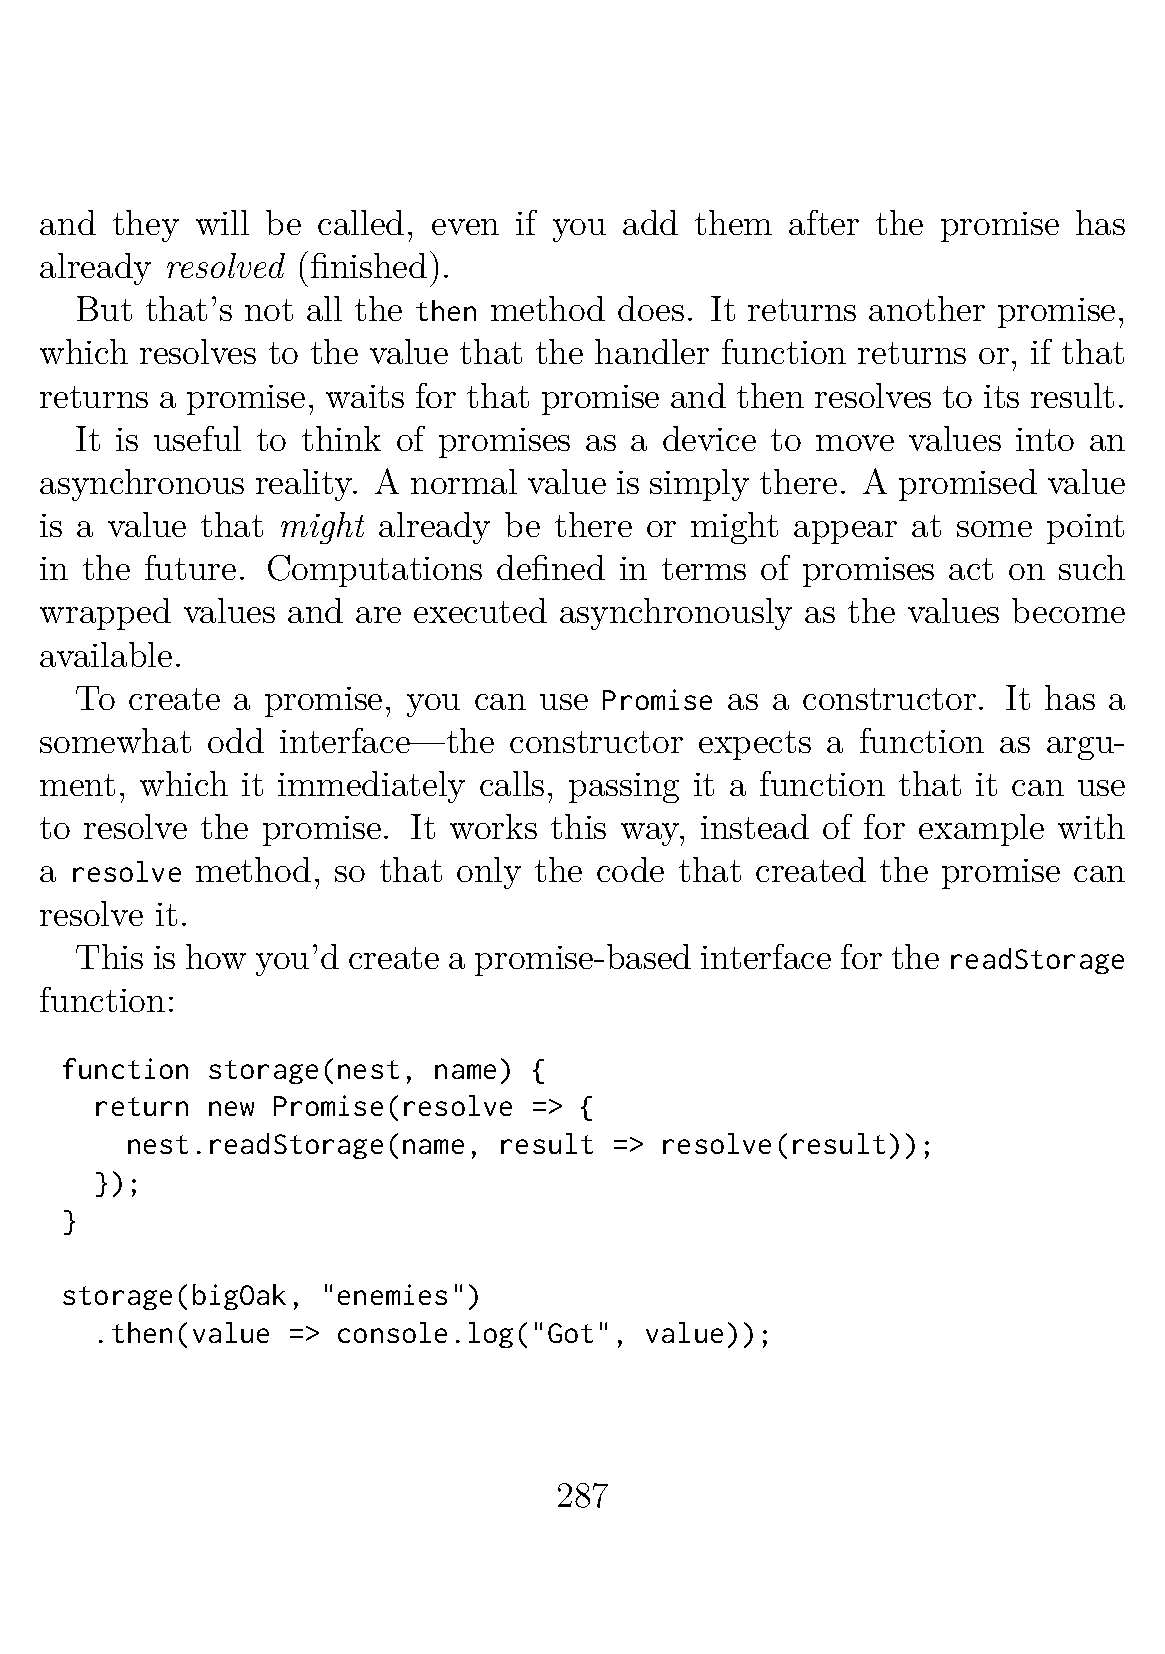 and they will be called, even if you add them after the promise has
already resolved (finished).
But that's not all the then method does. It returns another promise,
which resolves to the value that the handler function returns or, if that
returns a promise, waits for that promise and then resolves to its result.
It is useful to think of promises as a device to move values into an
asynchronous reality. A normal value is simply there. A promised value
is a value that might already be there or might appear at some point
in the future. Computations defined in terms of promises act on such
wrapped values and are executed asynchronously as the values become
available.
To create a promise, you can use Promise as a constructor. It has a
somewhat odd interface—the constructor expects a function as argu-
ment, which it immediately calls, passing it a function that it can use
to resolve the promise. It works this way, instead of for example with
a resolve method, so that only the code that created the promise can
resolve it.
This is how you'd create a promise-based interface for the readStorage
function:
function storage(nest, name) {
  return new Promise(resolve => {
    nest.readStorage(name, result => resolve(result));
  });
}
storage(bigOak, "enemies")
  .then(value => console.log("Got", value));
287